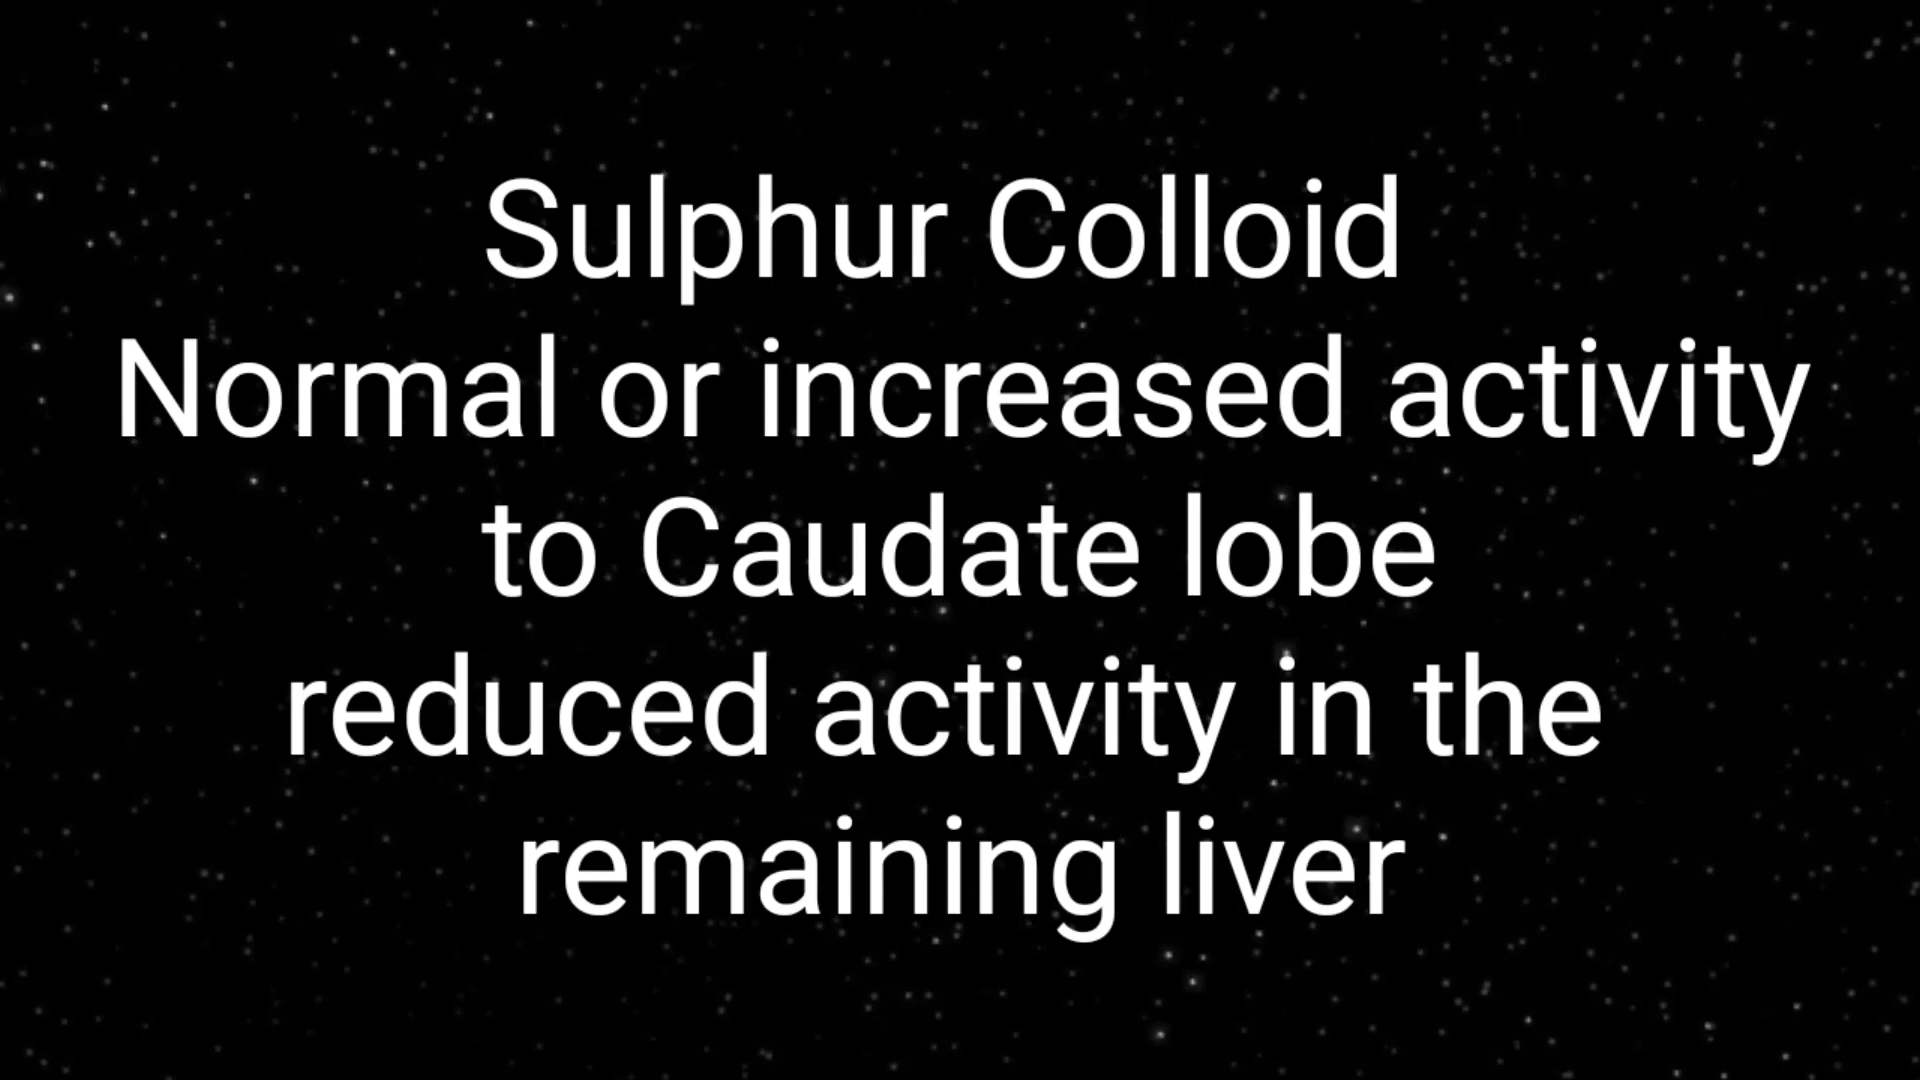 Sulphur Colloid
Normal or increased activity
to Caudate lobe
reduced activity in the
remaining liver